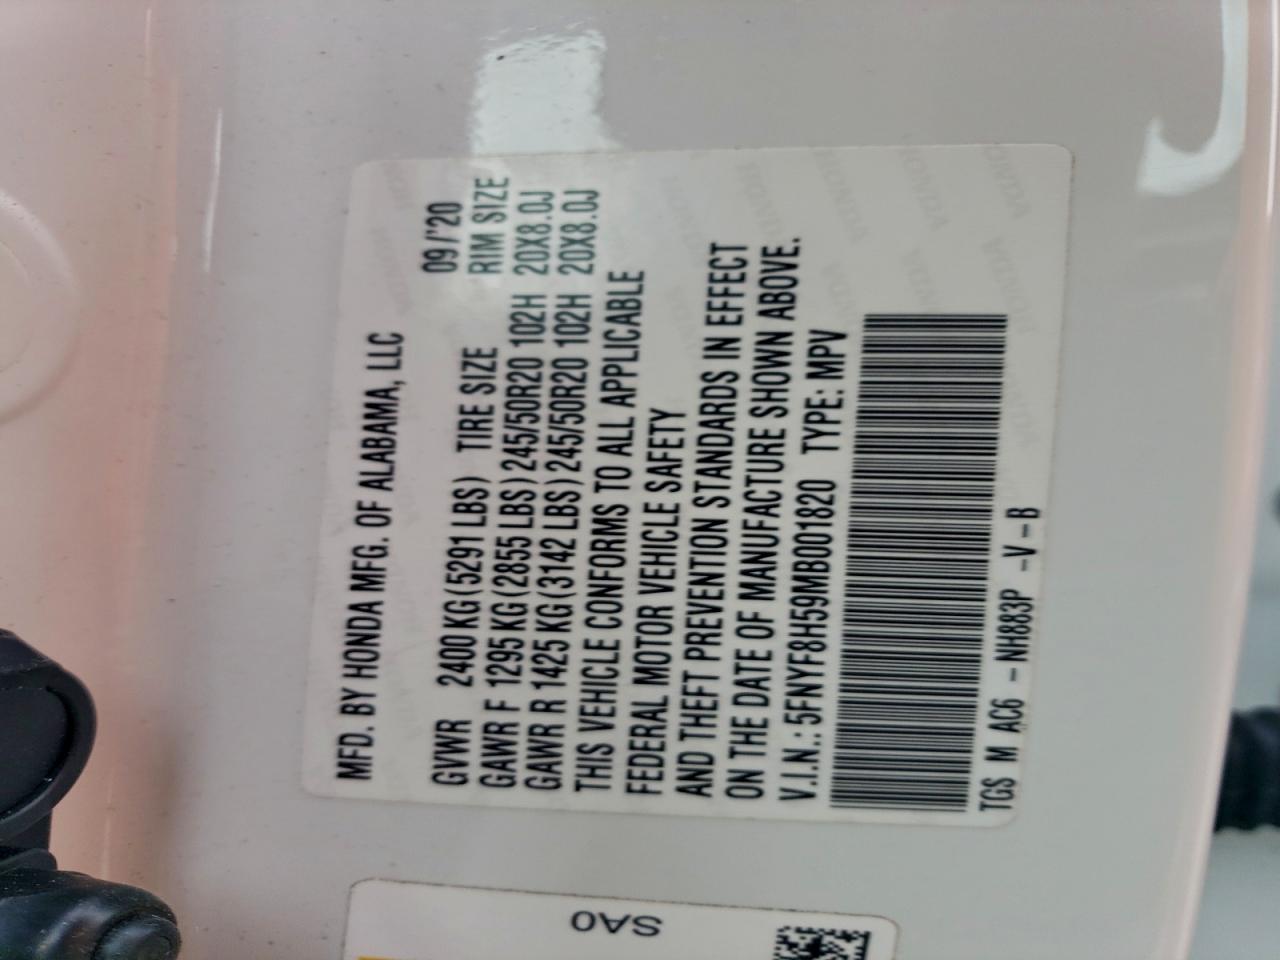 MFD. BY HONDA MFG. OF ALABAMA, LLC
09/'20
GVWR 2400 KG(5291 LBS) TIRE SIZE RIM SIZE
GAWR F 1295 KG(2855 LBS)245/50R20 102H 20X8.0J
GAWR R 1425 KG(3142 LBS)245/50R20 102H 20X8.0J
THIS VEHICLE CONFORMS TO ALL APPLICABLE
FEDERAL MOTOR VEHICLE SAFETY
AND THEFT PREVENTION STANDARDS IN EFFECT
ON THE DATE OF MANUFACTURE SHOWN ABOVE.
V.I.N.:5FNYF8H59MB001820 TYPE: MPV
TGS M AC6 -NH883P -V-B
SA0